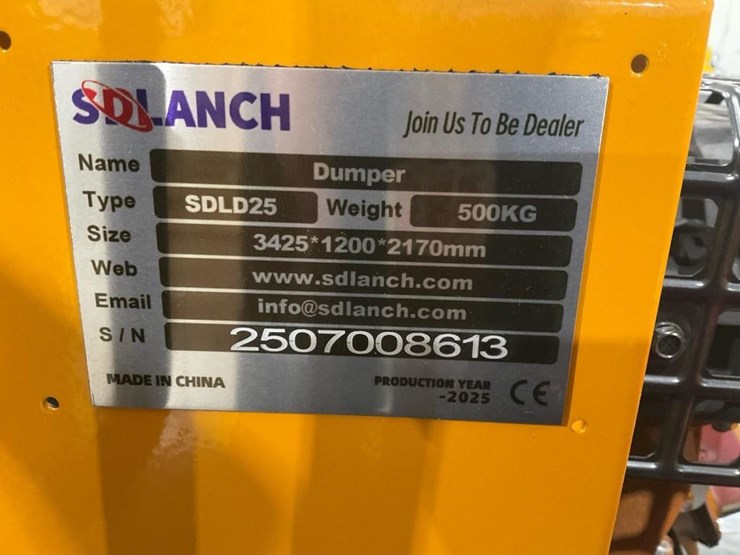 SDLANCH Join Us To Be Dealer
Name Dumper
Type SDLD25 Weight 500KG
Size 3425*1200*2170mm
Web www.sdlanch.com
Email info@sdlanch.com
S / N 2507008613
MADE IN CHINA PRODUCTION YEAR
-2025 CE